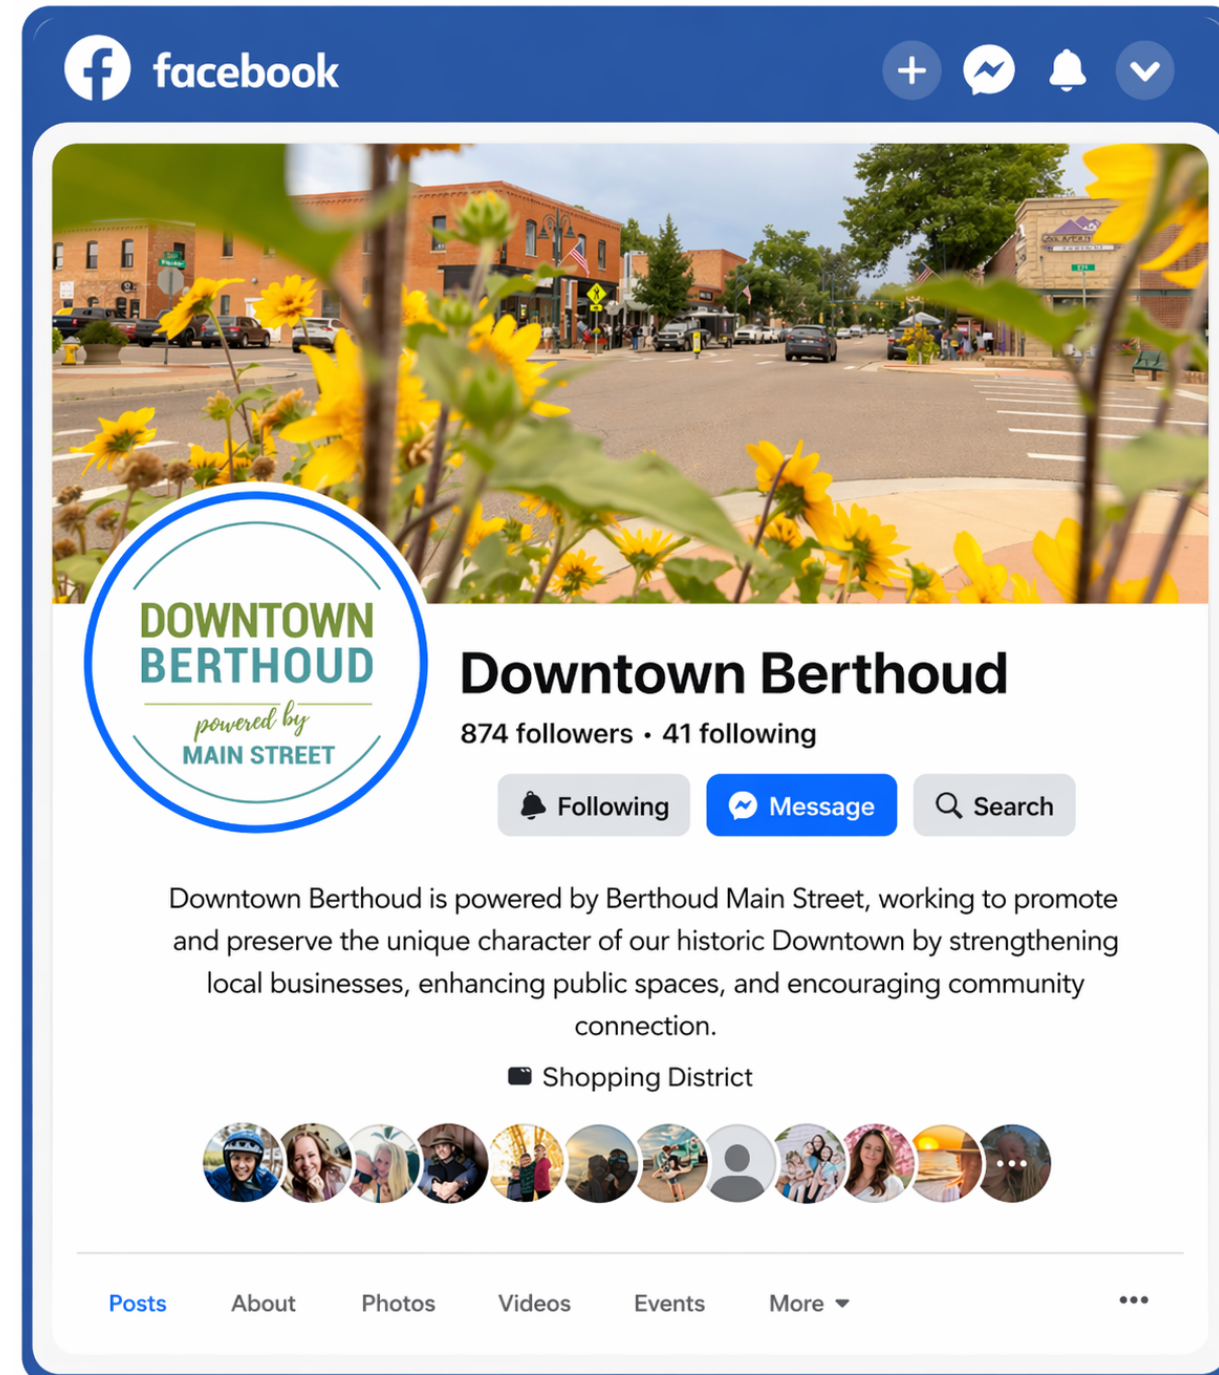 facebook
DOWNTOWN
BERTHOUD
powered by
MAIN STREET
Downtown Berthoud
874 followers • 41 following
Following
Message
Search
Downtown Berthoud is powered by Berthoud Main Street, working to promote
and preserve the unique character of our historic Downtown by strengthening
local businesses, enhancing public spaces, and encouraging community
connection.
Shopping District
Posts
About
Photos
Videos
Events
More